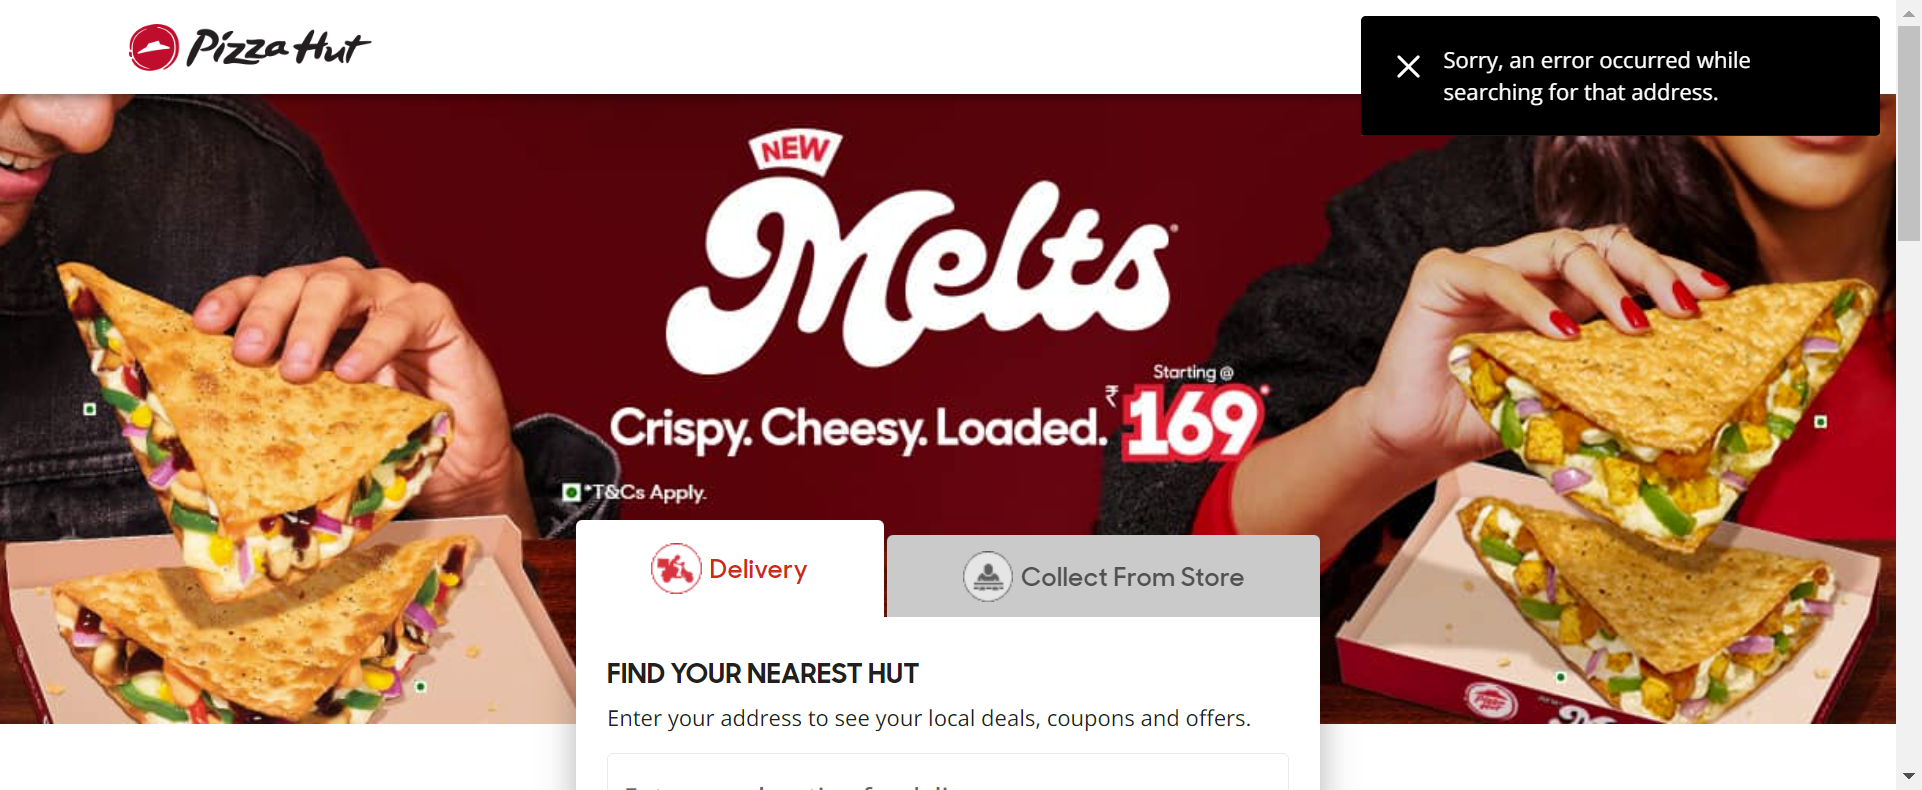 Pizza Hut
Sorry, an error occurred while
searching for that address.
NEW
Melts
Starting @
Crispy. Cheesy. Loaded. ₹169*
*T&Cs Apply.
Delivery
Collect From Store
FIND YOUR NEAREST HUT
Enter your address to see your local deals, coupons and offers.